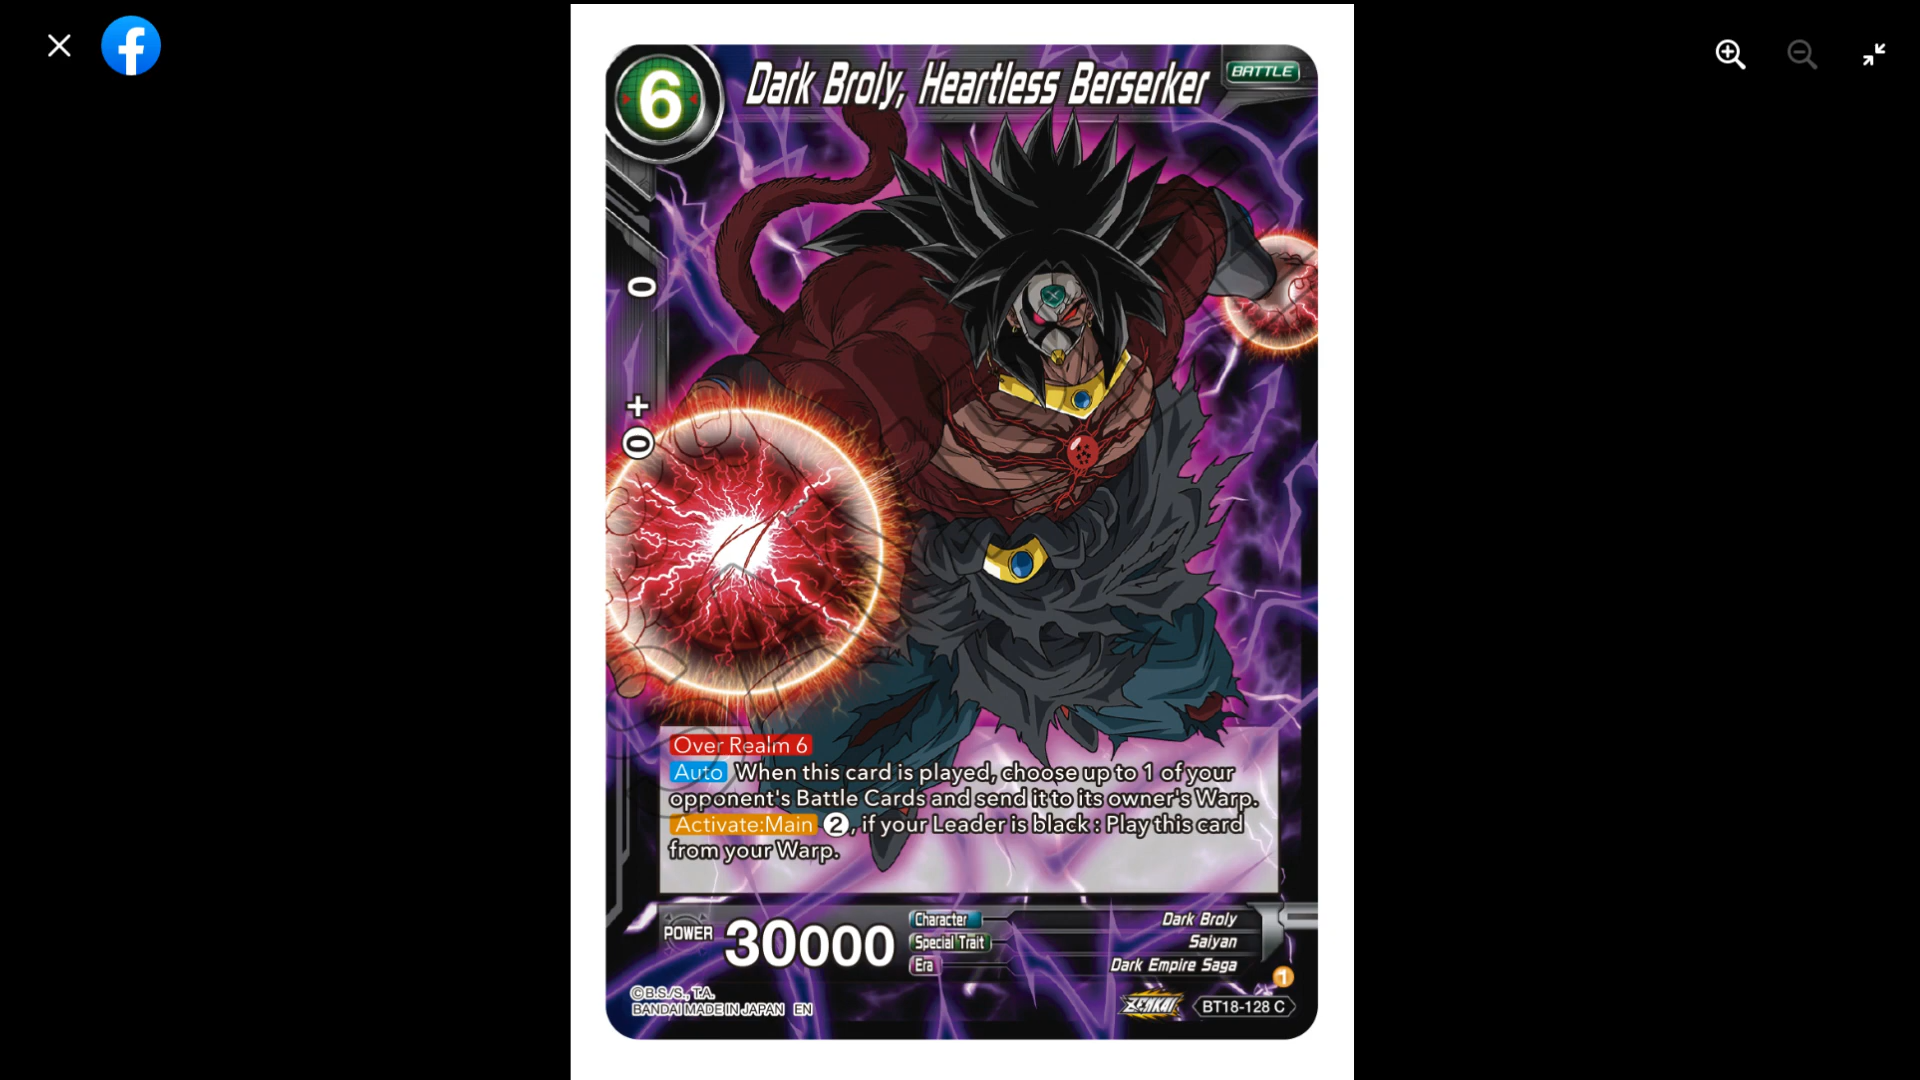 6
Dark Broly, Heartless Berserker
BATTLE
0
+
0
Over Realm 6
Auto When this card is played, choose up to 1 of your
opponent's Battle Cards and send it to its owner's Warp.
Activate:Main 2, if your Leader is black : Play this card
from your Warp.
POWER 30000
Character Dark Broly
Special Trait Saiyan
Era Dark Empire Saga
1
©B.S./S., T.A.
BANDAI MADE IN JAPAN EN
ZENKAI
BT18-128 C